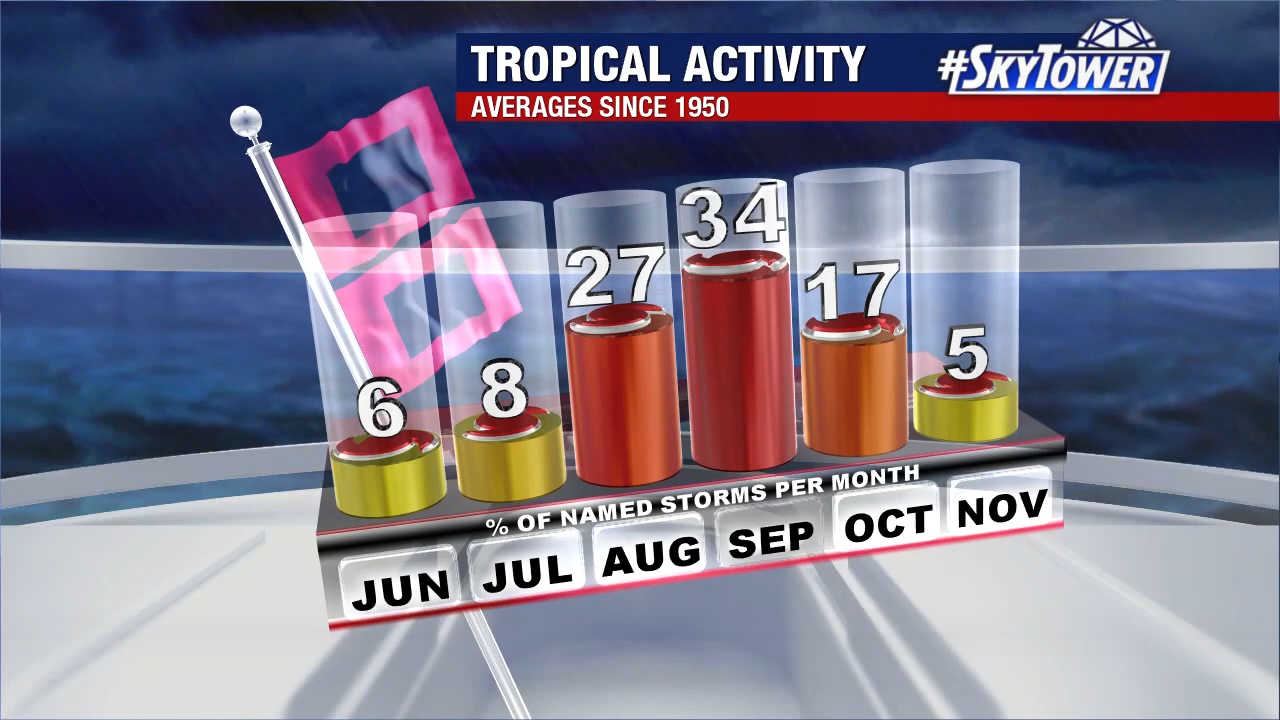 TROPICAL ACTIVITY
#SKYTOWER
AVERAGES SINCE 1950
6 8 27 34 17 5
% OF NAMED STORMS PER MONTH
JUN JUL AUG SEP OCT NOV